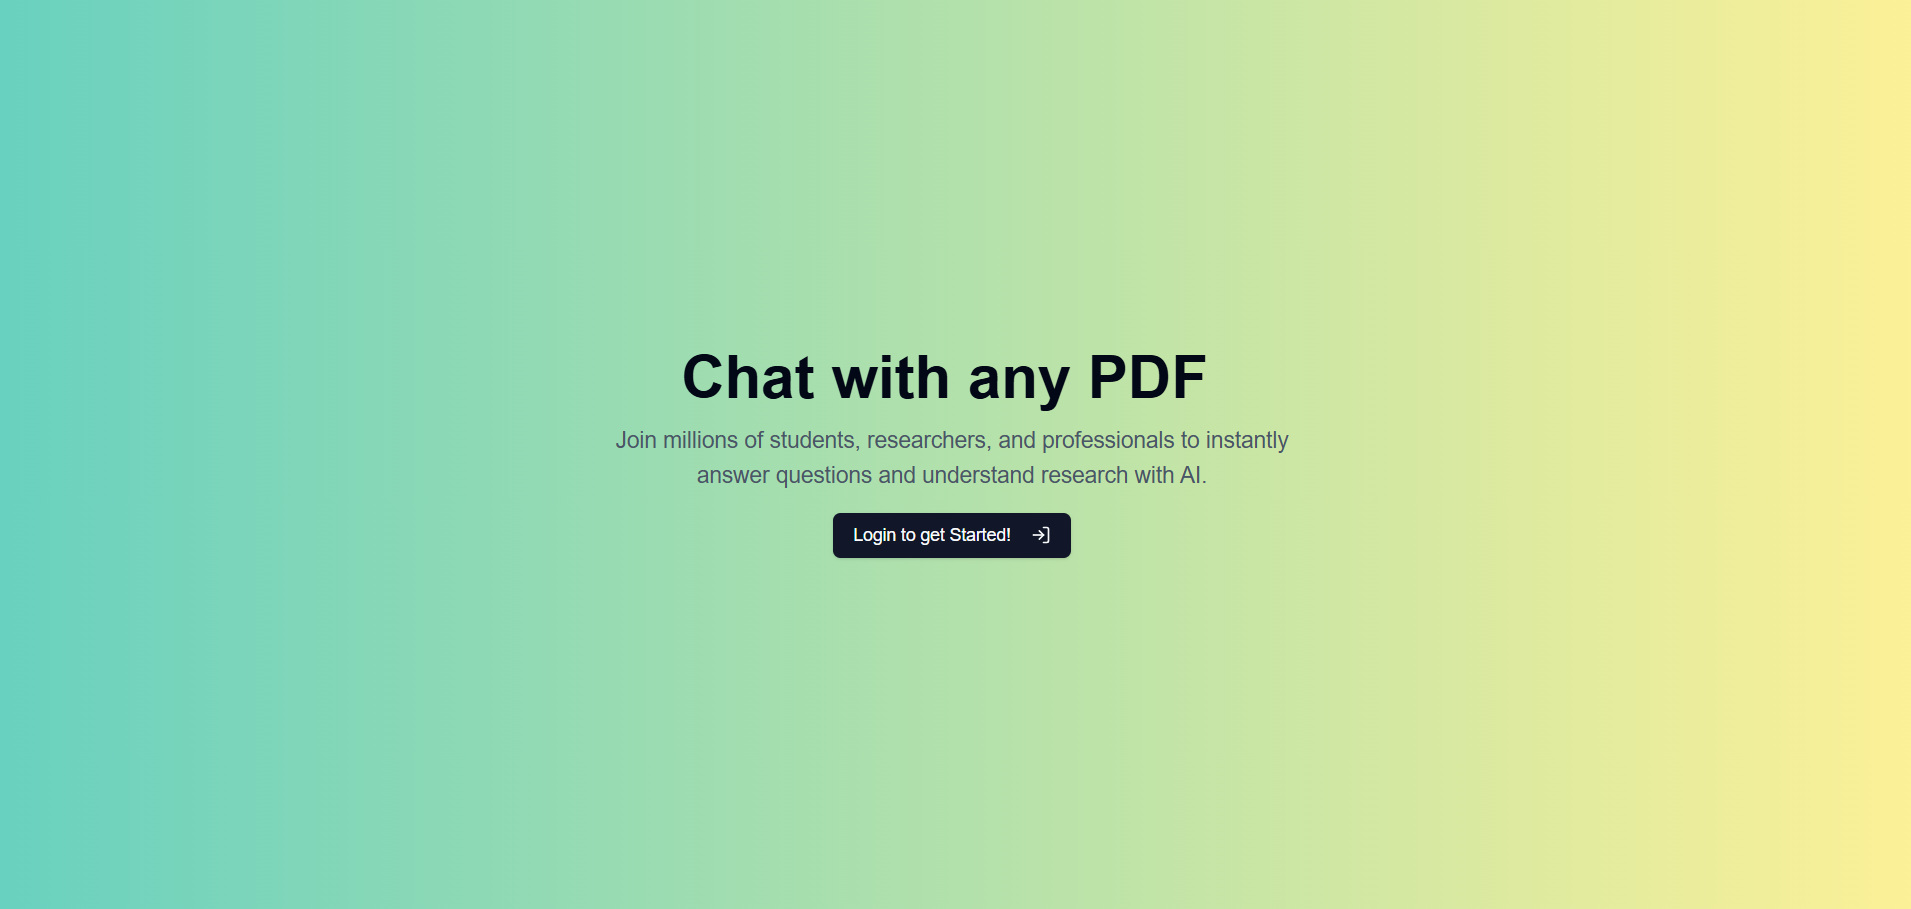 Chat with any PDF
Join millions of students, researchers, and professionals to instantly
answer questions and understand research with AI.
Login to get Started!